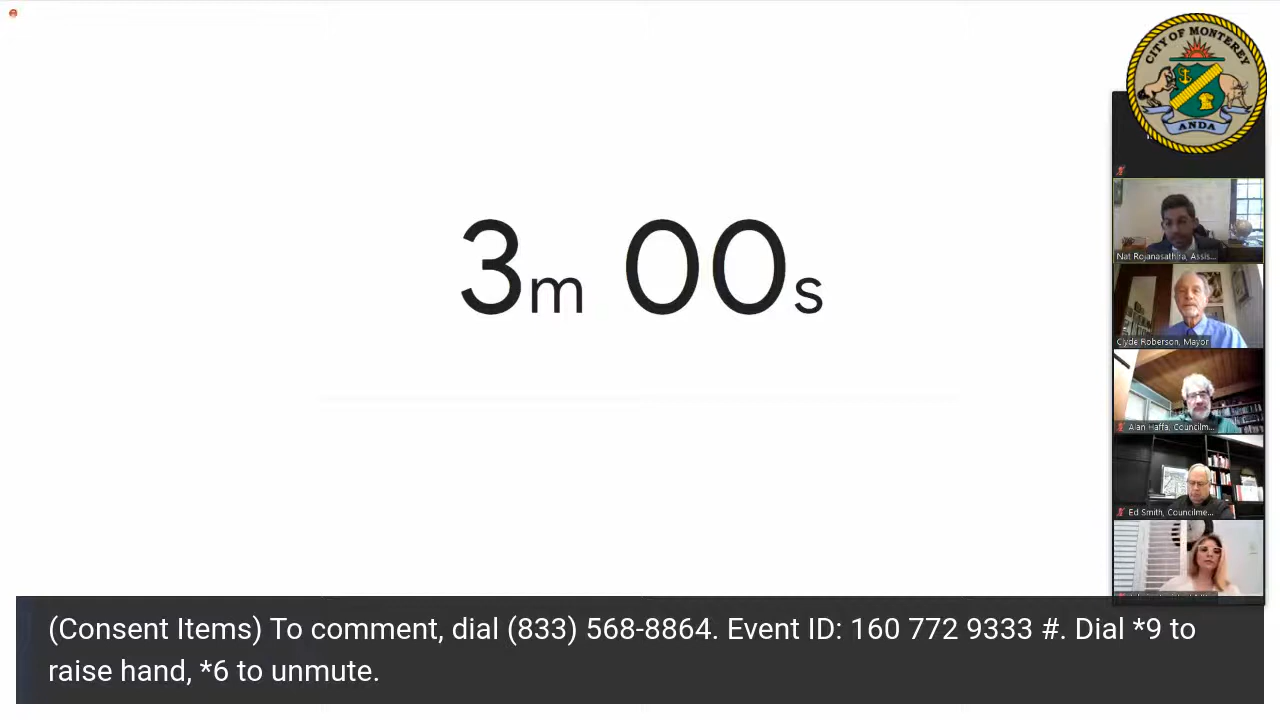 CITY OF MONTEREY
ANDA
3m 00s
Nat Rojanasathira, Assis...
Clyde Roberson, Mayor
Alan Haffa, Councilm...
Ed Smith, Councilme...
(Consent Items) To comment, dial (833) 568-8864. Event ID: 160 772 9333 #. Dial *9 to
raise hand, *6 to unmute.